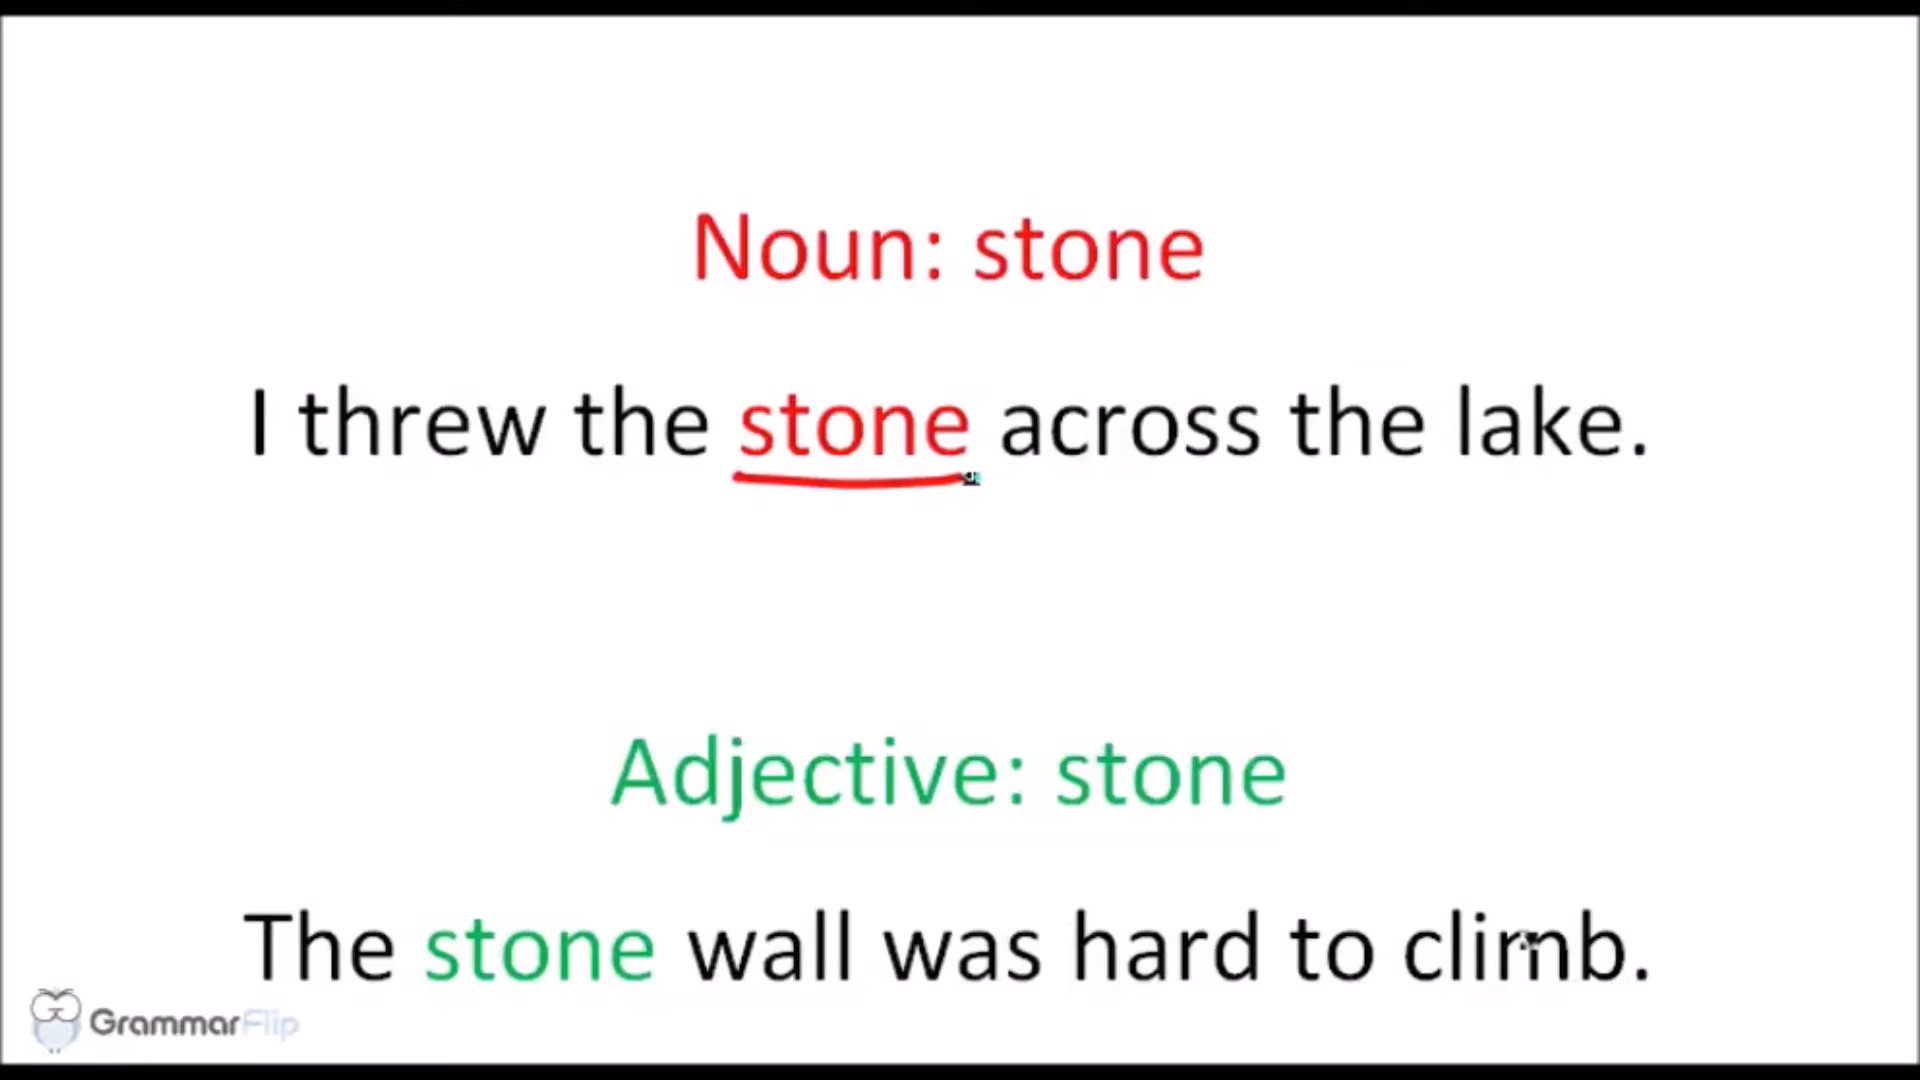 Noun: stone
I threw the stone across the lake.
Adjective: stone
The stone wall was hard to climb.
GrammarFlip